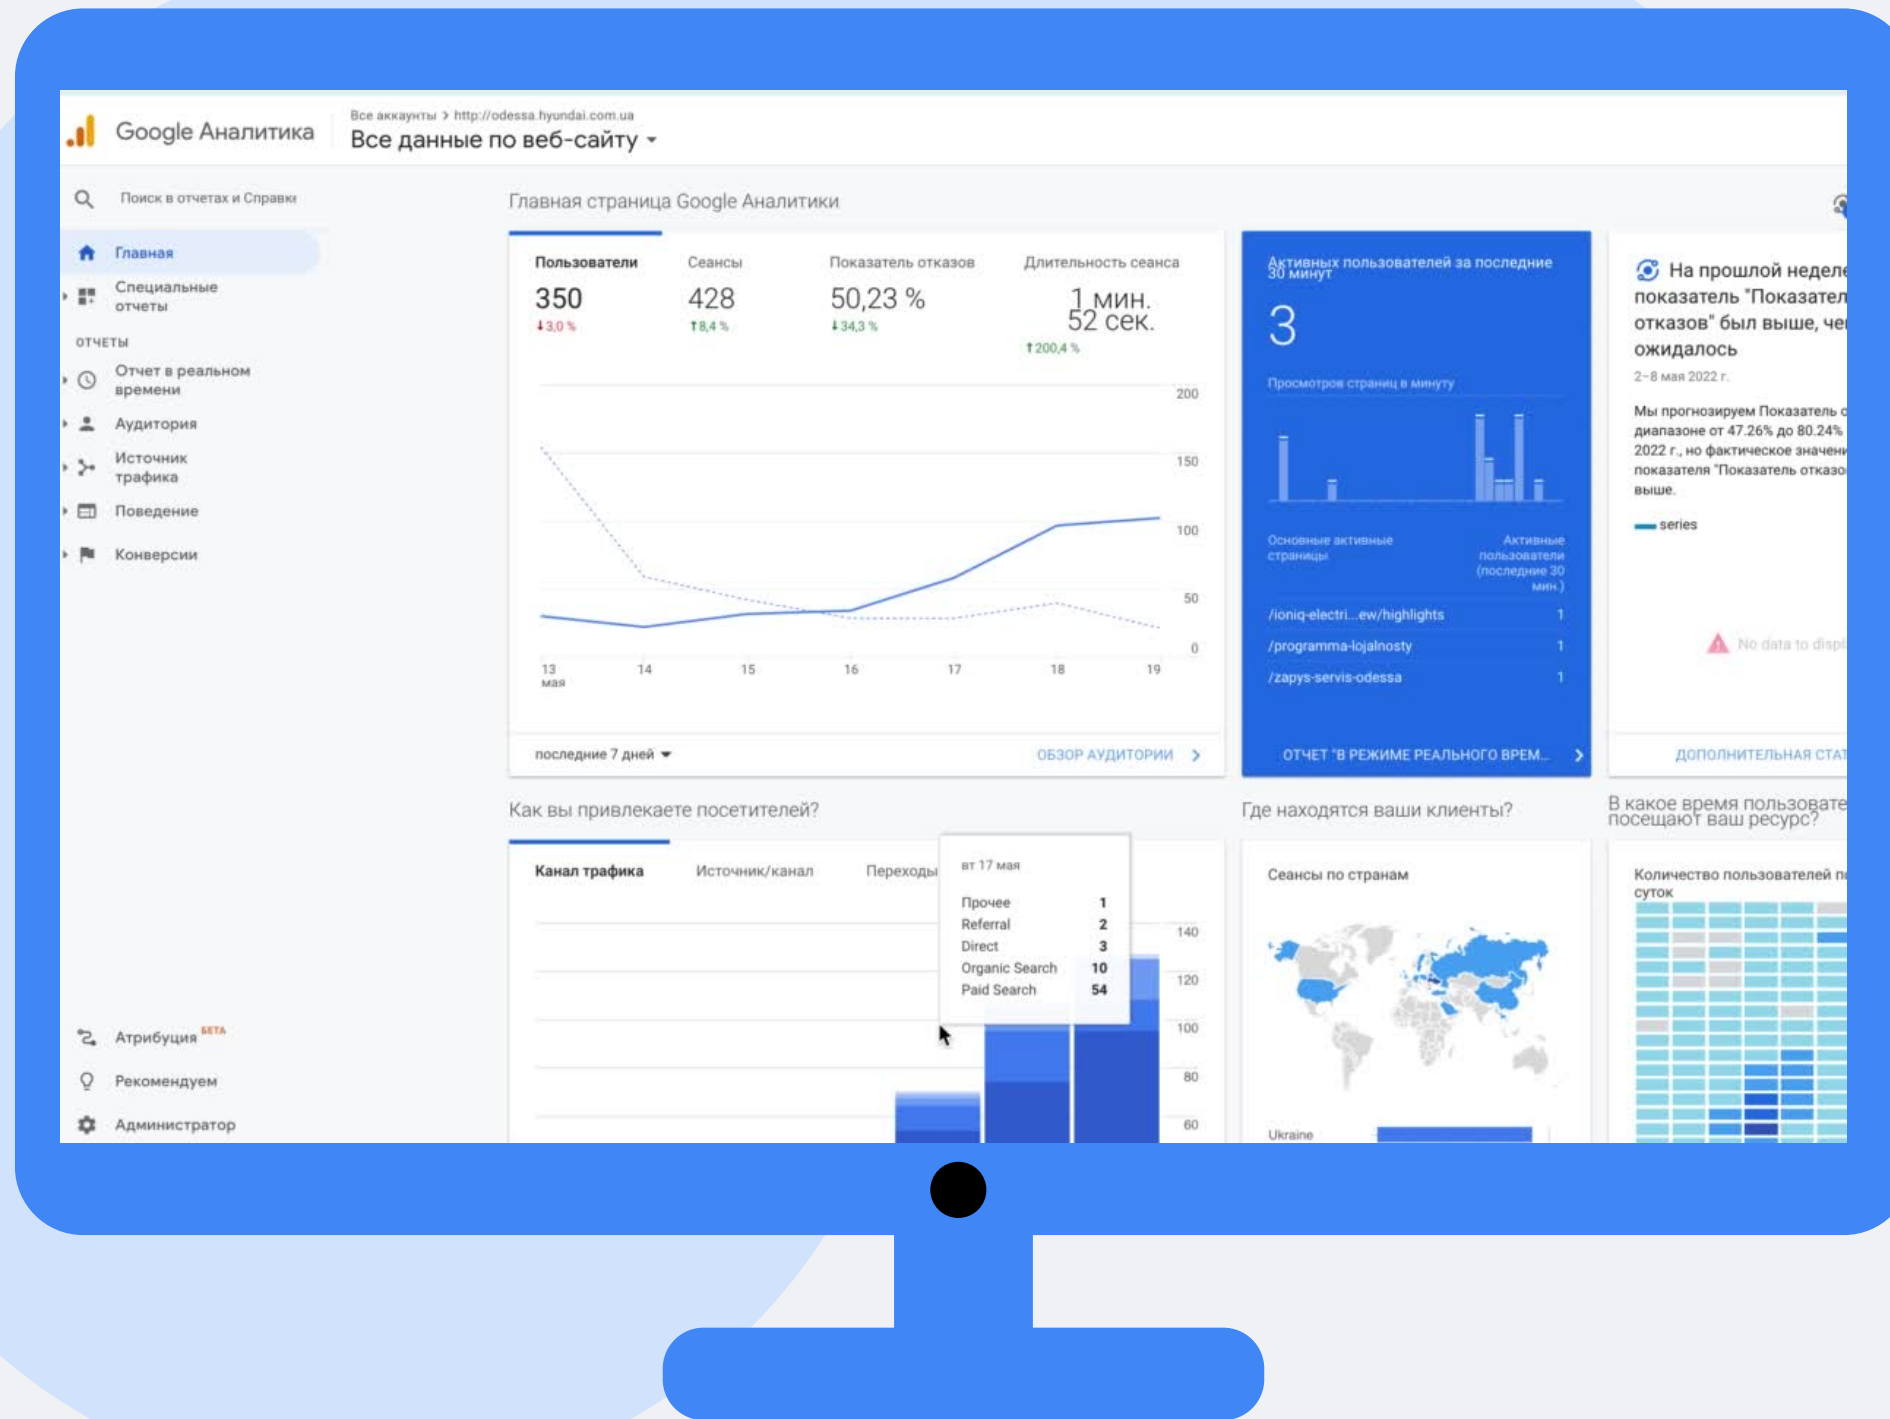 Google Аналитика
Все аккаунты > http://odessa.hyundai.com.ua
Все данные по веб-сайту
Поиск в отчетах и Справке
Главная
Специальные
отчеты
ОТЧЕТЫ
Отчет в реальном
времени
Аудитория
Источник
трафика
Поведение
Конверсии
Атрибуция БЕТА
Рекомендуем
Администратор
Главная страница Google Аналитики
Пользователи
350
3,0 %
Сеансы
428
8,4 %
Показатель отказов
50,23 %
34,3 %
Длительность сеанса
1 мин.
52 сек.
200,4 %
200
150
100
50
0
13 14 15 16 17 18 19
мая
последние 7 дней
ОБЗОР АУДИТОРИИ
Активных пользователей за последние
30 минут
3
Просмотров страниц в минуту
Основные активные
страницы
Активные
пользователи
(последние 30
мин.)
/ioniq-electri...ew/highlights 1
/programma-lojalnosty 1
/zapys-servis-odessa 1
ОТЧЕТ "В РЕЖИМЕ РЕАЛЬНОГО ВРЕМ...
На прошлой неделе
показатель "Показател
отказов" был выше, че
ожидалось
2–8 мая 2022 г.
Мы прогнозируем Показатель о
диапазоне от 47.26% до 80.24%
2022 г., но фактическое значени
показателя "Показатель отказо
выше.
series
No data to displ
ДОПОЛНИТЕЛЬНАЯ СТАТ
Как вы привлекаете посетителей?
Канал трафика
Источник/канал
Переходы
вт 17 мая
Прочее 1
Referral 2
Direct 3
Organic Search 10
Paid Search 54
140
120
100
80
60
Где находятся ваши клиенты?
Сеансы по странам
Ukraine
В какое время пользовате
посещают ваш ресурс?
Количество пользователей по
суток